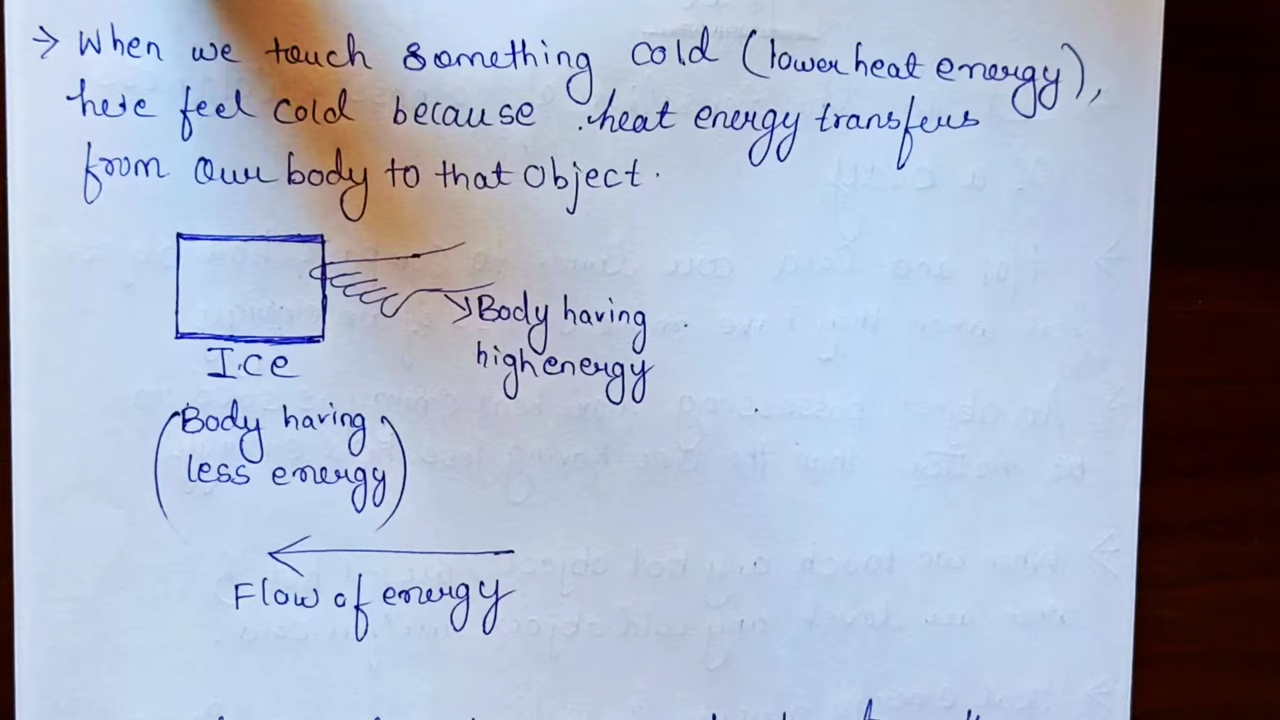 → When we touch something cold (lower heat energy),
here feel cold because heat energy transfers
from our body to that object.
→ Body having
high energy
Ice
(Body having
less energy)
Flow of energy